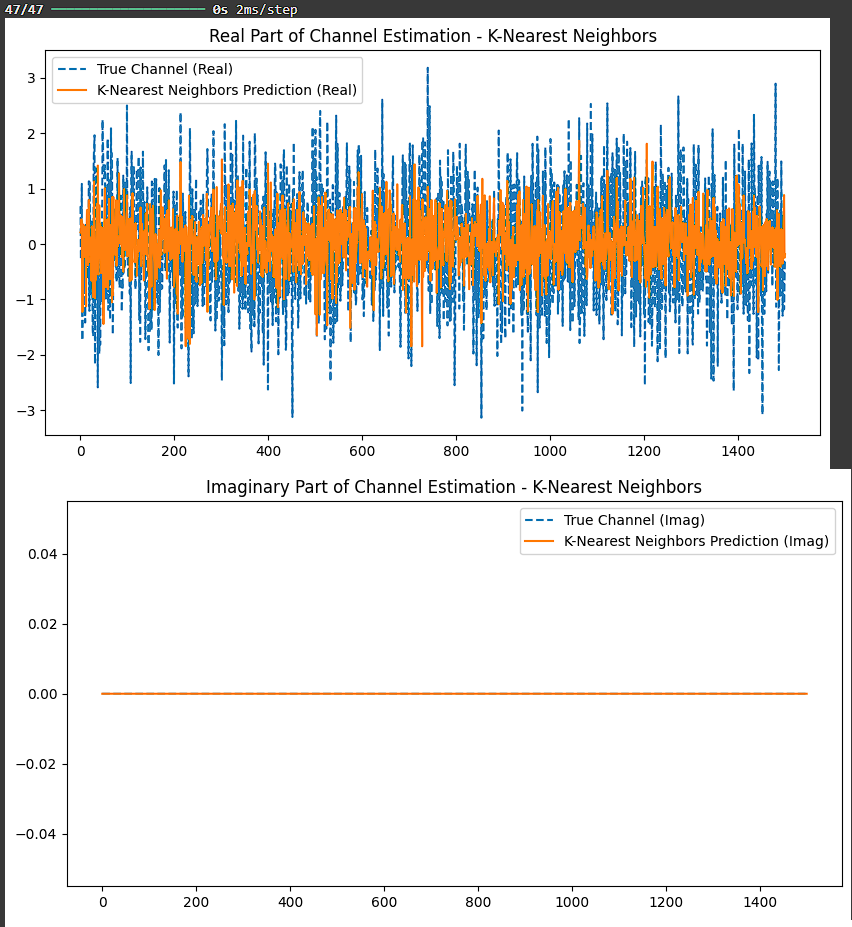 47/47 ━━━━━━━━━━━━━━━━━━━━ 0s 2ms/step
Real Part of Channel Estimation - K-Nearest Neighbors
True Channel (Real)
K-Nearest Neighbors Prediction (Real)
3
2
1
0
−1
−2
−3
0 200 400 600 800 1000 1200 1400
Imaginary Part of Channel Estimation - K-Nearest Neighbors
True Channel (Imag)
K-Nearest Neighbors Prediction (Imag)
0.04
0.02
0.00
−0.02
−0.04
0 200 400 600 800 1000 1200 1400